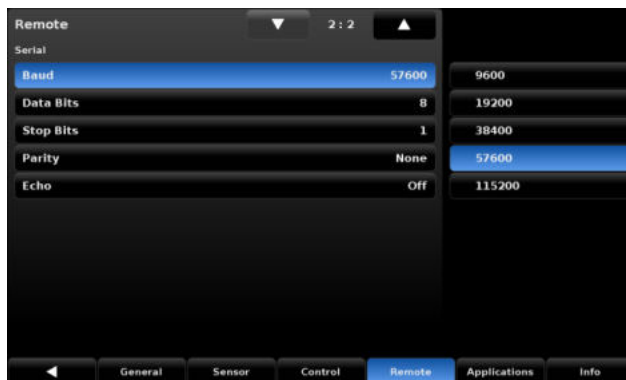 Remote 2 : 2
Serial
Baud 57600
Data Bits 8
Stop Bits 1
Parity None
Echo Off
9600
19200
38400
57600
115200
General Sensor Control Remote Applications Info